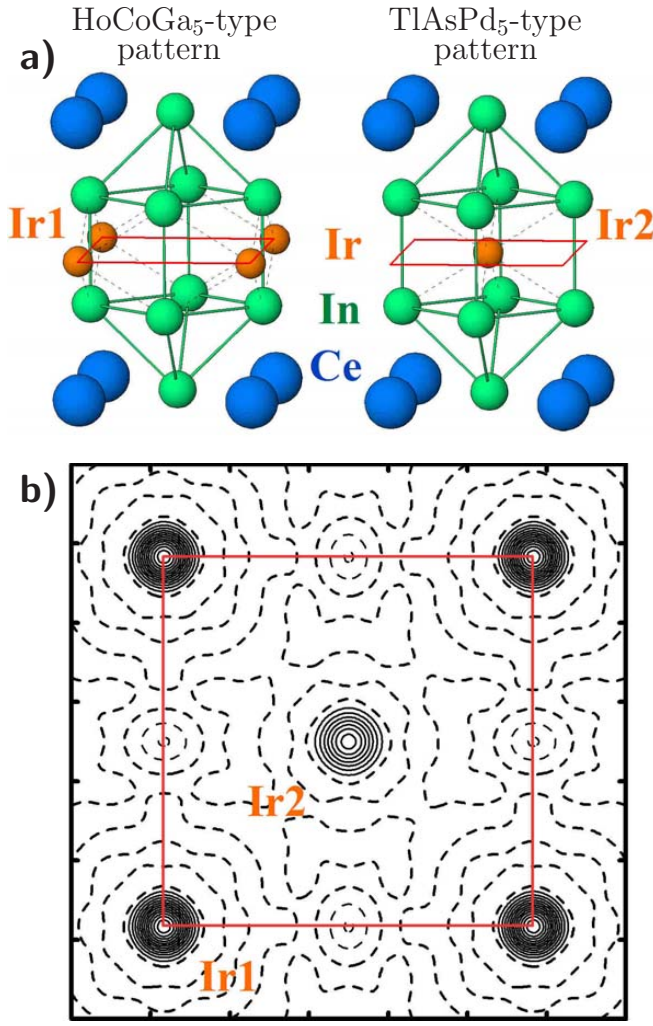 HoCoGa₅-type
pattern
TlAsPd₅-type
pattern
a)
Ir1
Ir
Ir2
In
Ce
b)
Ir2
Ir1